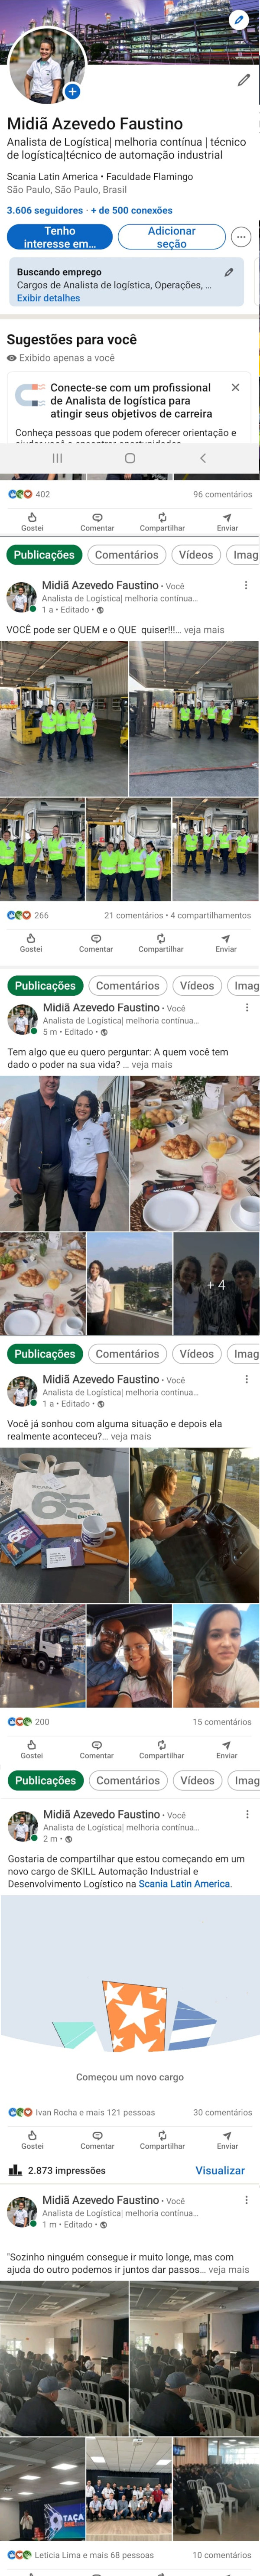 Midiã Azevedo Faustino
Analista de Logística| melhoria contínua | técnico
de logística|técnico de automação industrial
Scania Latin America • Faculdade Flamingo
São Paulo, São Paulo, Brasil
3.606 seguidores · + de 500 conexões
Tenho
interesse em...
Adicionar
seção
Buscando emprego
Cargos de Analista de logística, Operações, ...
Exibir detalhes
Sugestões para você
Exibido apenas a você
Conecte-se com um profissional
de Analista de logística para
atingir seus objetivos de carreira
Conheça pessoas que podem oferecer orientação e
402
96 comentários
Gostei
Comentar
Compartilhar
Enviar
Publicações
Comentários
Vídeos
Imag
Midiã Azevedo Faustino • Você
Analista de Logística| melhoria contínua...
1 a • Editado •
VOCÊ pode ser QUEM e o QUE quiser!!!... veja mais
266
21 comentários • 4 compartilhamentos
Gostei
Comentar
Compartilhar
Enviar
Publicações
Comentários
Vídeos
Imag
Midiã Azevedo Faustino • Você
Analista de Logística| melhoria contínua...
5 m • Editado •
Tem algo que eu quero perguntar: A quem você tem
dado o poder na sua vida? ... veja mais
+ 4
Publicações
Comentários
Vídeos
Imag
Midiã Azevedo Faustino • Você
Analista de Logística| melhoria contínua...
1 a • Editado •
Você já sonhou com alguma situação e depois ela
realmente aconteceu?... veja mais
65
200
15 comentários
Gostei
Comentar
Compartilhar
Enviar
Publicações
Comentários
Vídeos
Imag
Midiã Azevedo Faustino • Você
Analista de Logística| melhoria contínua...
2 m •
Gostaria de compartilhar que estou começando em um
novo cargo de SKILL Automação Industrial e
Desenvolvimento Logístico na Scania Latin America.
Começou um novo cargo
Ivan Rocha e mais 121 pessoas
30 comentários
Gostei
Comentar
Compartilhar
Enviar
2.873 impressões
Visualizar
Midiã Azevedo Faustino • Você
Analista de Logística| melhoria contínua...
1 m • Editado •
"Sozinho ninguém consegue ir muito longe, mas com
ajuda do outro podemos ir juntos dar passos... veja mais
TAÇA
Leticia Lima e mais 68 pessoas
10 comentários